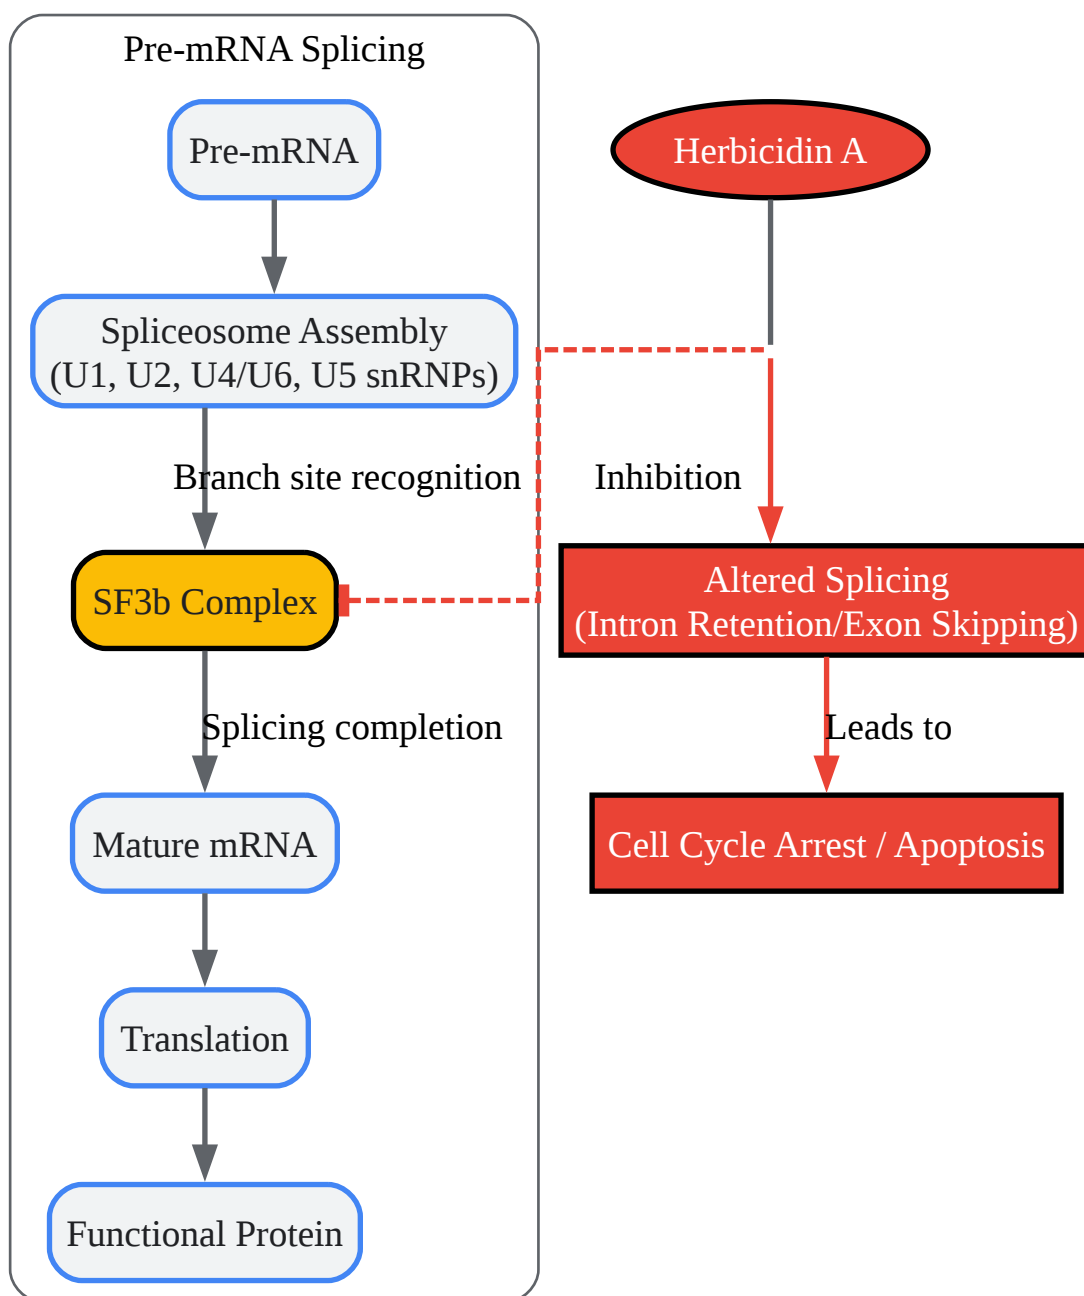 Pre-mRNA Splicing
Pre-mRNA
Herbicidin A
Spliceosome Assembly
(U1, U2, U4/U6, U5 snRNPs)
Branch site recognition
Inhibition
SF3b Complex
Altered Splicing
(Intron Retention/Exon Skipping)
Splicing completion
Leads to
Mature mRNA
Cell Cycle Arrest / Apoptosis
Translation
Functional Protein